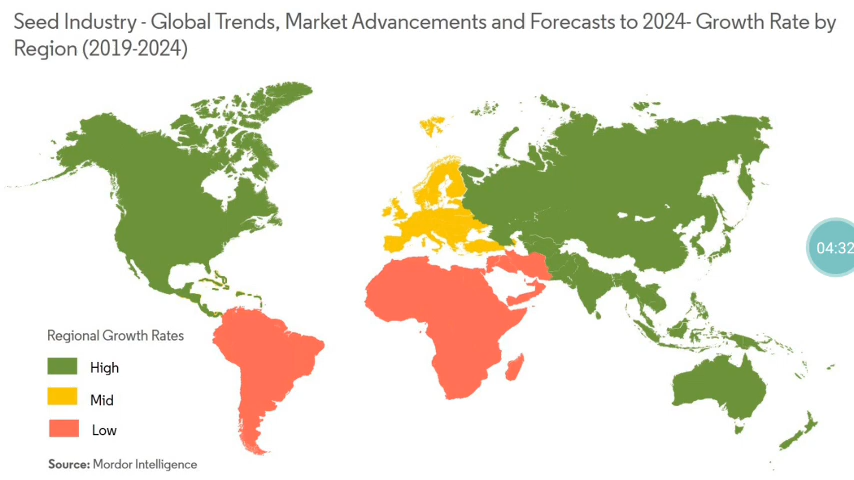 Seed Industry - Global Trends, Market Advancements and Forecasts to 2024- Growth Rate by
Region (2019-2024)
04:32
Regional Growth Rates
High
Mid
Low
Source: Mordor Intelligence